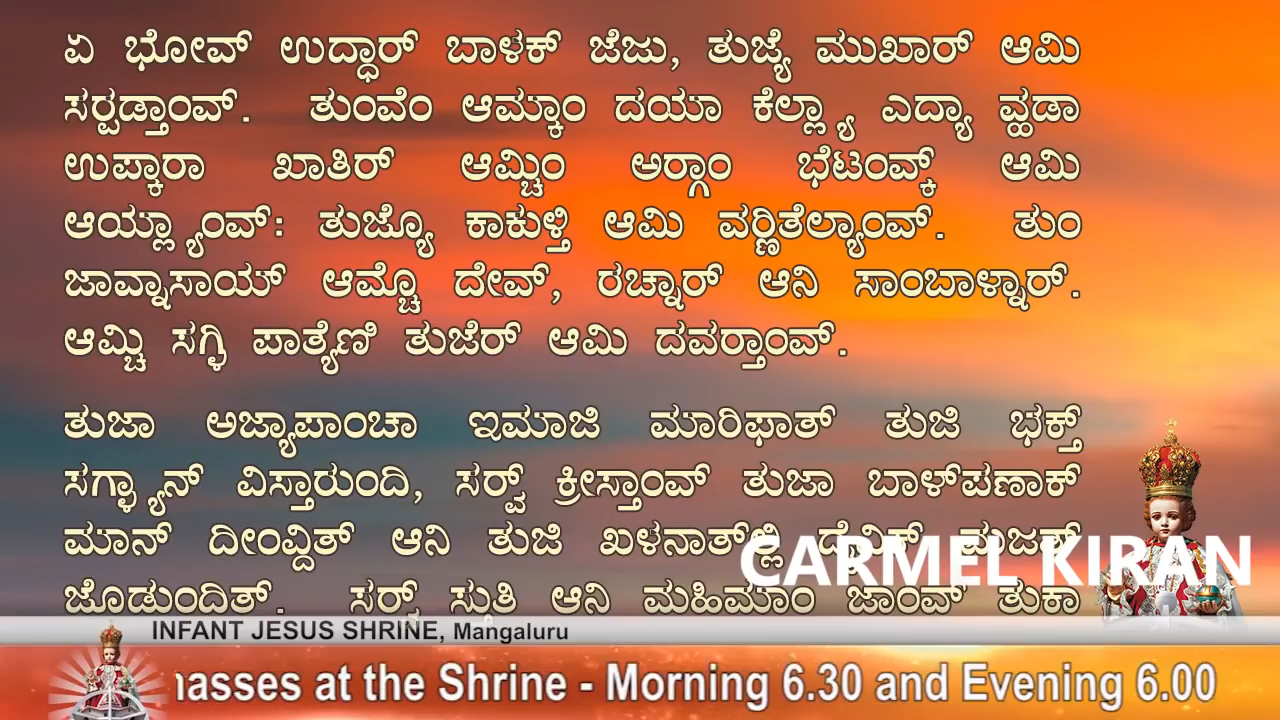 ಏ ಭೋವ್ ಉದ್ಧಾರ್ ಬಾಳಕ್ ಜೆಜು, ತುಜ್ಯೆ ಮುಖಾರ್ ಆಮಿ
ಸರ‍್ಪಡ್ತಾಂವ್. ತುಂವೆಂ ಆಮ್ಕಾಂ ದಯಾ ಕೆಲ್ಲ್ಯಾ ಎದ್ಯಾ ವ್ಹಡಾ
ಉಪ್ಕಾರಾ ಖಾತಿರ್ ಆಮ್ಚಿಂ ಅರ‍್ಗಾಂ ಭೆಟಂವ್ಕ್ ಆಮಿ
ಆಯ್ಲ್ಯಾಂವ್: ತುಜ್ಯೊ ಕಾಕುಳ್ತಿ ಆಮಿ ವರ‍್ಣಿತೆಲ್ಯಾಂವ್. ತುಂ
ಜಾವ್ನಾಸಾಯ್ ಆಮ್ಚೊ ದೇವ್, ರಚ್ನಾರ್ ಆನಿ ಸಾಂಬಾಳ್ನಾರ್.
ಆಮ್ಚಿ ಸಗ್ಳಿ ಪಾತ್ಯೆಣಿ ತುಜೆರ್ ಆಮಿ ದವರ‍್ತಾಂವ್.
ತುಜಾ ಅಜ್ಯಾಪಾಂಚಾ ಇಮಾಜಿ ಮಾರಿಫಾತ್ ತುಜಿ ಭಕ್ತ್
ಸಗ್ಳ್ಯಾನ್ ವಿಸ್ತಾರುಂದಿ, ಸರ‍್ವ್ ಕ್ರೀಸ್ತಾಂವ್ ತುಜಾ ಬಾಳ್‌ಪಣಾಕ್
ಮಾನ್ ದೀಂವ್ದಿತ್ ಆನಿ ತುಜಿ ಖಳನಾತ್‌ಲ್ಲಿ ದೆವಿಕ್ ಮಜತ್
ಜೊಡುಂದಿತ್. ಸರ‍್ವ್ ಸ್ತುತಿ ಆನಿ ಮಹಿಮಾಂ ಜಾಂವ್ ತುಕಾ
CARMEL KIRAN
INFANT JESUS SHRINE, Mangaluru
asses at the Shrine - Morning 6.30 and Evening 6.00